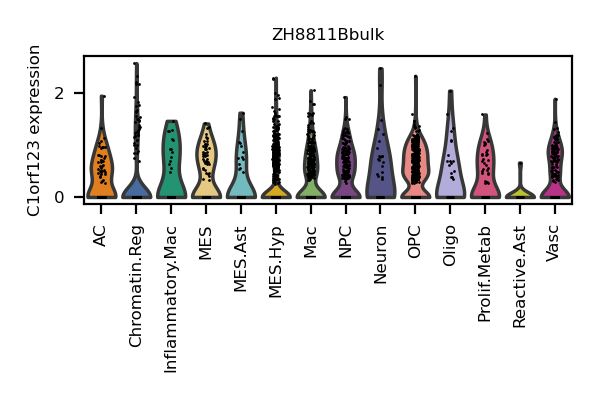 ZH8811Bbulk
C1orf123 expression
2
0
AC
Chromatin.Reg
Inflammatory.Mac
MES
MES.Ast
MES.Hyp
Mac
NPC
Neuron
OPC
Oligo
Prolif.Metab
Reactive.Ast
Vasc